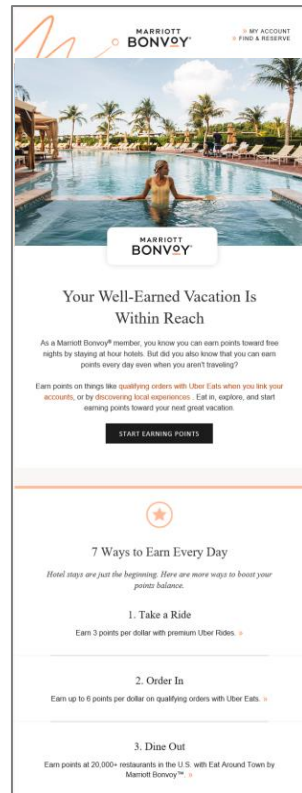 MARRIOTT
BONVOY®
» MY ACCOUNT
» FIND & RESERVE
MARRIOTT
BONVOY®
Your Well-Earned Vacation Is
Within Reach
As a Marriott Bonvoy® member, you know you can earn points toward free
nights by staying at hour hotels. But did you also know that you can earn
points every day even when you aren't traveling?
Earn points on things like qualifying orders with Uber Eats when you link your
accounts, or by discovering local experiences . Eat in, explore, and start
earning points toward your next great vacation.
START EARNING POINTS
7 Ways to Earn Every Day
Hotel stays are just the beginning. Here are more ways to boost your
points balance.
1. Take a Ride
Earn 3 points per dollar with premium Uber Rides. »
2. Order In
Earn up to 6 points per dollar on qualifying orders with Uber Eats. »
3. Dine Out
Earn points at 20,000+ restaurants in the U.S. with Eat Around Town by
Marriott Bonvoy™. »